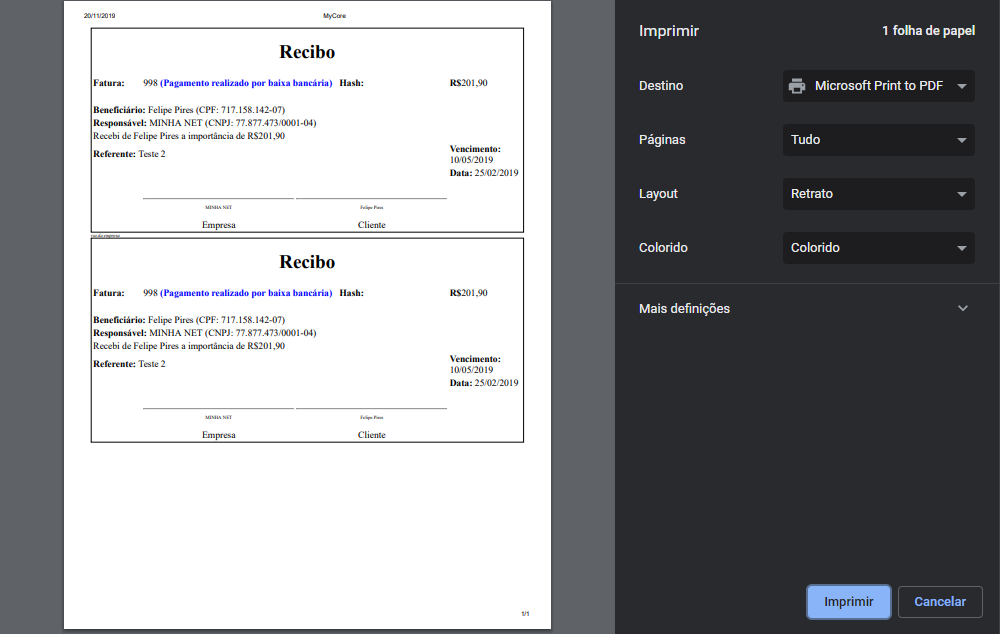 20/11/2019 MyCore
Recibo
Fatura: 998 (Pagamento realizado por baixa bancária) Hash: R$201,90
Beneficiário: Felipe Pires (CPF: 717.158.142-07)
Responsável: MINHA NET (CNPJ: 77.877.473/0001-04)
Recebi de Felipe Pires a importância de R$201,90
Referente: Teste 2
Vencimento:
10/05/2019
Data: 25/02/2019
MINHA NET Felipe Pires
Empresa Cliente
via da empresa
Recibo
Fatura: 998 (Pagamento realizado por baixa bancária) Hash: R$201,90
Beneficiário: Felipe Pires (CPF: 717.158.142-07)
Responsável: MINHA NET (CNPJ: 77.877.473/0001-04)
Recebi de Felipe Pires a importância de R$201,90
Referente: Teste 2
Vencimento:
10/05/2019
Data: 25/02/2019
MINHA NET Felipe Pires
Empresa Cliente
1/1
Imprimir 1 folha de papel
Destino Microsoft Print to PDF
Páginas Tudo
Layout Retrato
Colorido Colorido
Mais definições
Imprimir Cancelar